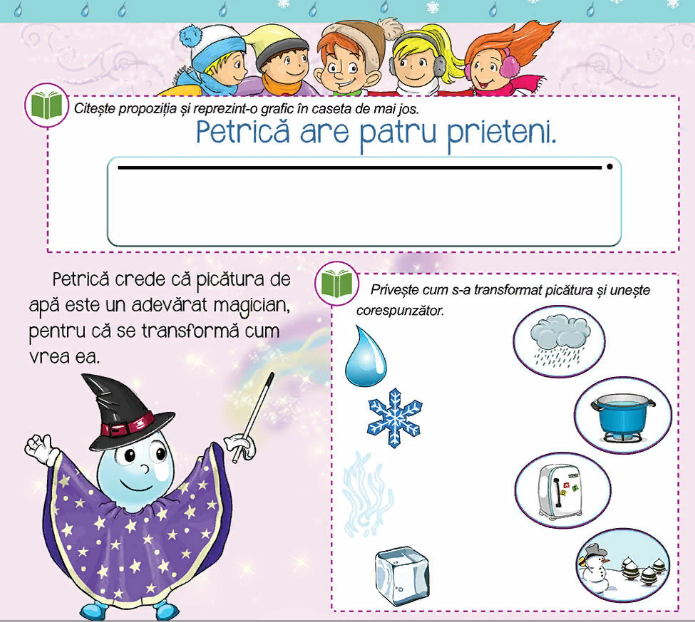 Citește propoziția și reprezint-o grafic în caseta de mai jos.
Petrică are patru prieteni.
Petrică crede că picătura de
apă este un adevărat magician,
pentru că se transformă cum
vrea ea.
Privește cum s-a transformat picătura și unește
corespunzător.